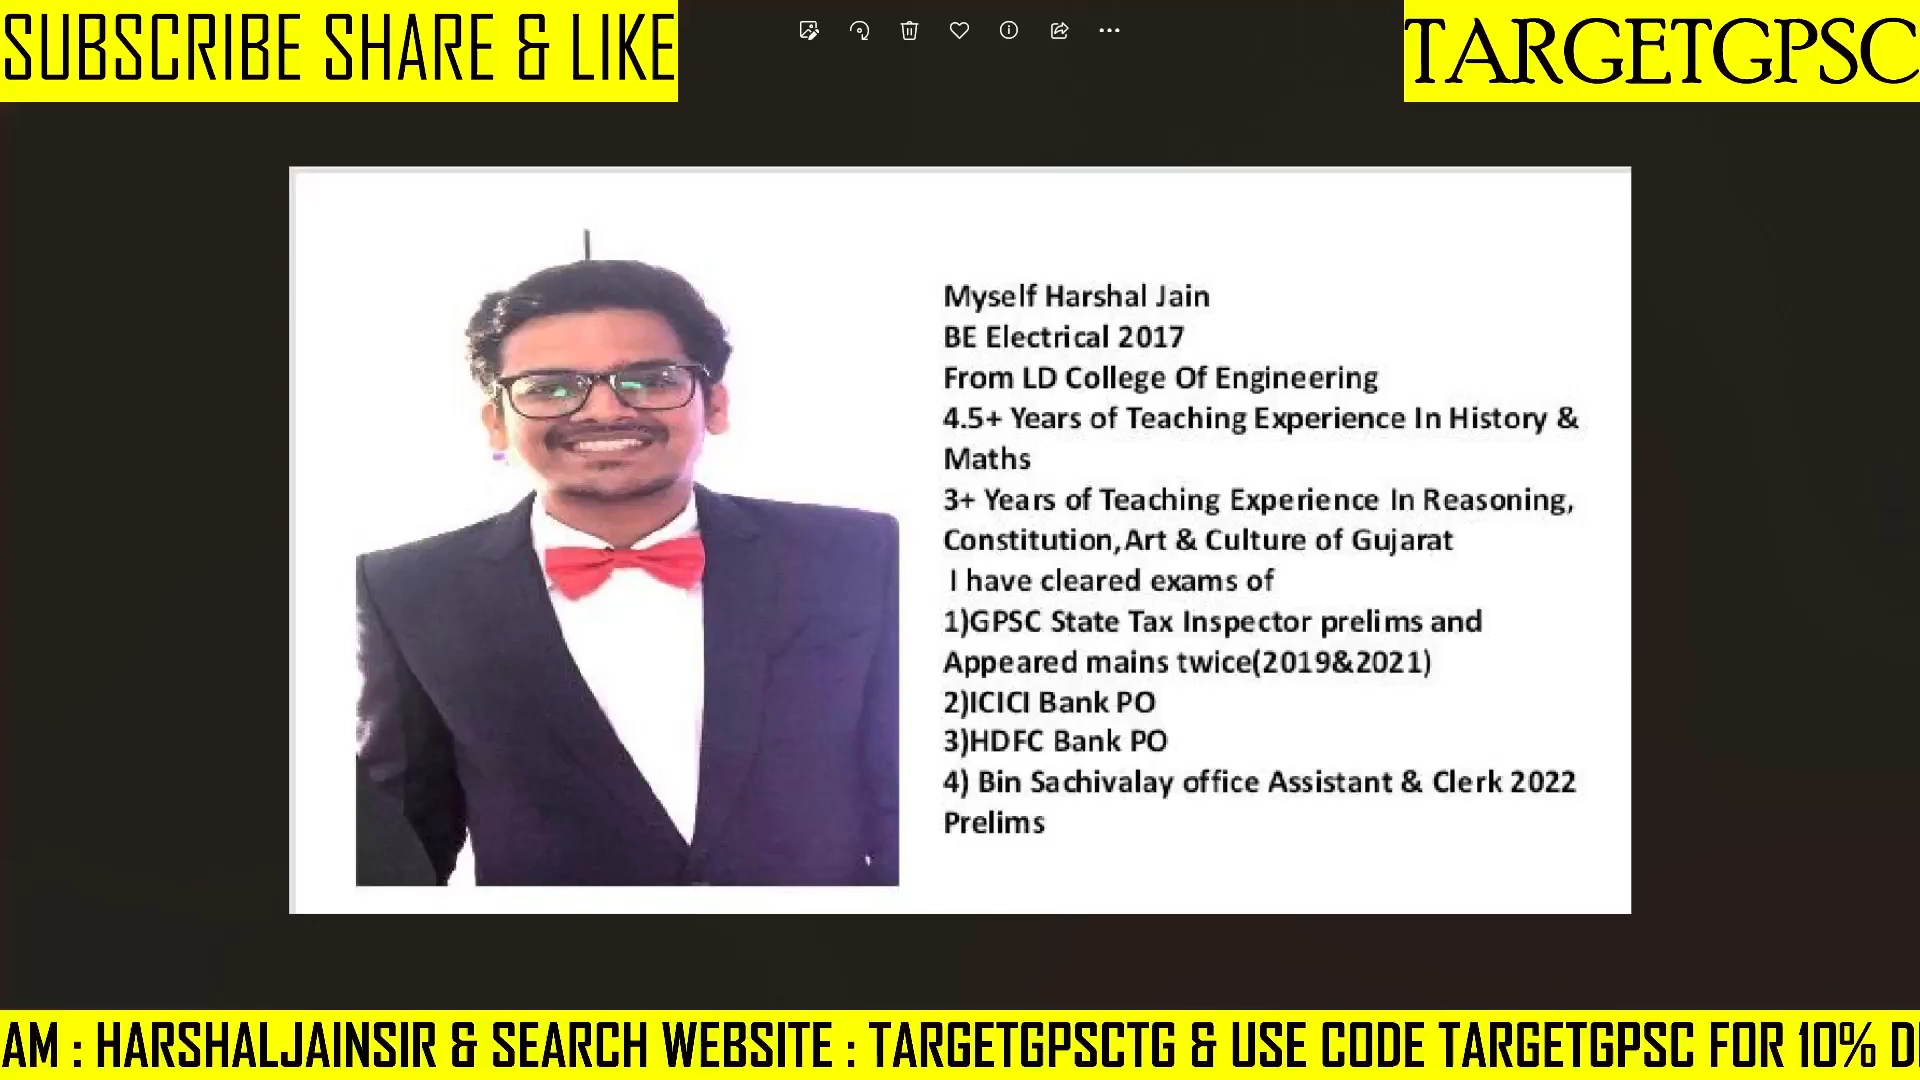 SUBSCRIBE SHARE & LIKE
TARGETGPSC
Myself Harshal Jain
BE Electrical 2017
From LD College Of Engineering
4.5+ Years of Teaching Experience In History &
Maths
3+ Years of Teaching Experience In Reasoning,
Constitution,Art & Culture of Gujarat
I have cleared exams of
1)GPSC State Tax Inspector prelims and
Appeared mains twice(2019&2021)
2)ICICI Bank PO
3)HDFC Bank PO
4) Bin Sachivalay office Assistant & Clerk 2022
Prelims
AM : HARSHALJAINSIR & SEARCH WEBSITE : TARGETGPSCTG & USE CODE TARGETGPSC FOR 10%